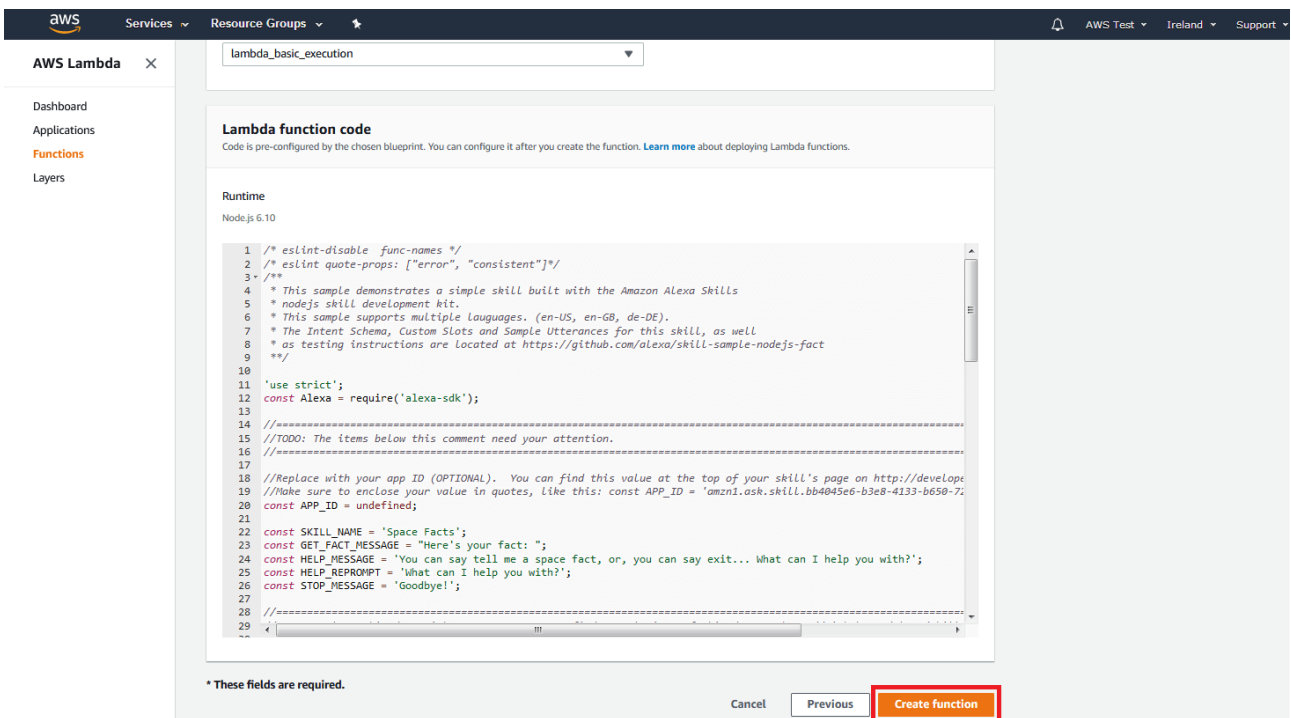 aws Services Resource Groups AWS Test Ireland Support
AWS Lambda
Dashboard
Applications
Functions
Layers
lambda_basic_execution
Lambda function code
Code is pre-configured by the chosen blueprint. You can configure it after you create the function. Learn more about deploying Lambda functions.
Runtime
Node.js 6.10
1 /* eslint-disable  func-names */
2 /* eslint quote-props: ["error", "consistent"]*/
3 /**
4  * This sample demonstrates a simple skill built with the Amazon Alexa Skills
5  * nodejs skill development kit.
6  * This sample supports multiple lauguages. (en-US, en-GB, de-DE).
7  * The Intent Schema, Custom Slots and Sample Utterances for this skill, as well
8  * as testing instructions are located at https://github.com/alexa/skill-sample-nodejs-fact
9  **/
10
11 'use strict';
12 const Alexa = require('alexa-sdk');
13
14 //=========================================================================================
15 //TODO: The items below this comment need your attention.
16 //=========================================================================================
17
18 //Replace with your app ID (OPTIONAL).  You can find this value at the top of your skill's page on http://develope
19 //Make sure to enclose your value in quotes, like this: const APP_ID = 'amzn1.ask.skill.bb4045e6-b3e8-4133-b650-72
20 const APP_ID = undefined;
21
22 const SKILL_NAME = 'Space Facts';
23 const GET_FACT_MESSAGE = "Here's your fact: ";
24 const HELP_MESSAGE = 'You can say tell me a space fact, or, you can say exit... What can I help you with?';
25 const HELP_REPROMPT = 'What can I help you with?';
26 const STOP_MESSAGE = 'Goodbye!';
27
28 //=========================================================================================
29
* These fields are required.
Cancel Previous Create function